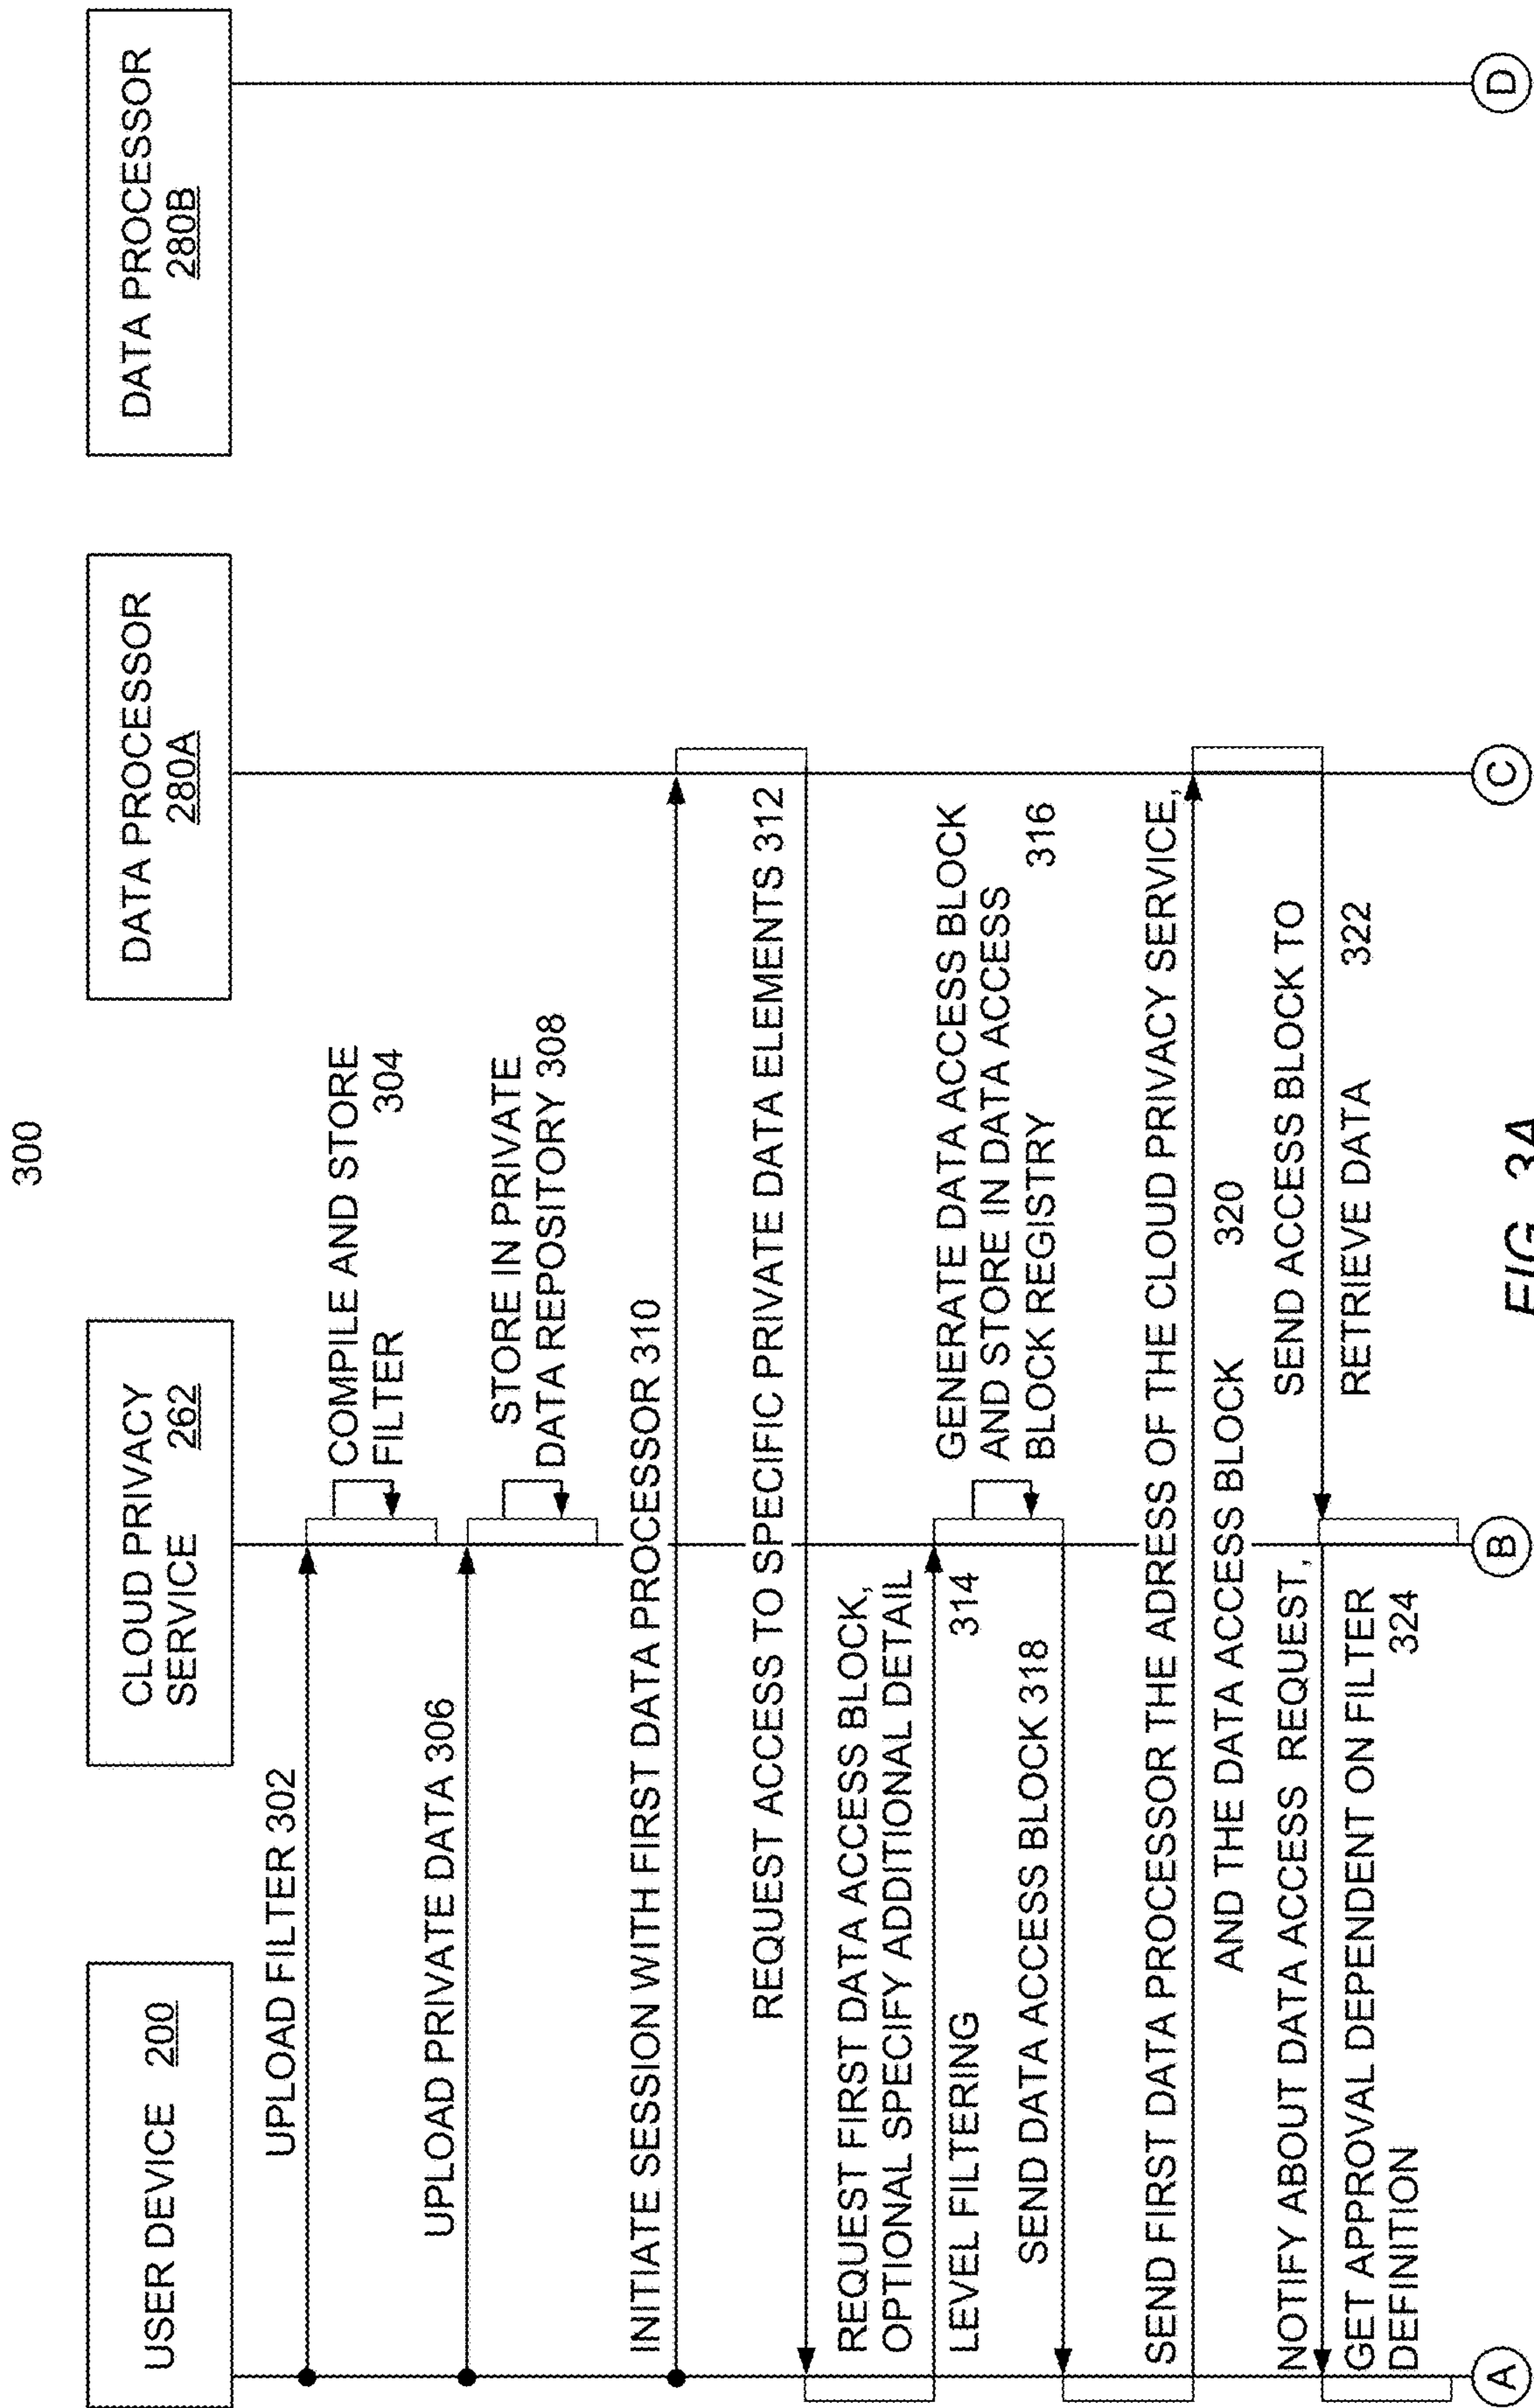 300
USER DEVICE 200
CLOUD PRIVACY
SERVICE 262
DATA PROCESSOR
280A
DATA PROCESSOR
280B
UPLOAD FILTER 302
COMPILE AND STORE
FILTER 304
UPLOAD PRIVATE DATA 306
STORE IN PRIVATE
DATA REPOSITORY 308
INITIATE SESSION WITH FIRST DATA PROCESSOR 310
REQUEST ACCESS TO SPECIFIC PRIVATE DATA ELEMENTS 312
REQUEST FIRST DATA ACCESS BLOCK,
OPTIONAL SPECIFY ADDITIONAL DETAIL
LEVEL FILTERING 314
GENERATE DATA ACCESS BLOCK
AND STORE IN DATA ACCESS
BLOCK REGISTRY 316
SEND DATA ACCESS BLOCK 318
SEND FIRST DATA PROCESSOR THE ADRESS OF THE CLOUD PRIVACY SERVICE,
AND THE DATA ACCESS BLOCK 320
SEND ACCESS BLOCK TO
RETRIEVE DATA 322
NOTIFY ABOUT DATA ACCESS REQUEST,
GET APPROVAL DEPENDENT ON FILTER
DEFINITION 324
A
B
C
D
FIG. 3A